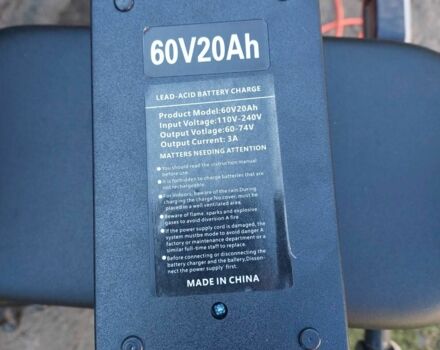 60V20Ah
LEAD-ACID BATTERY CHARGE
Product Model:60V20Ah
Input Voltage:110V-240V
Output Votlage:60-74V
Output Current: 3A
MATTERS NEEDING ATTENTION
You should read the instruction manual
before use.
It is forbidden to charge batteries that are
not rechargeable.
For indoors, beware of the rain.During
charging the charge No.cover, must be
placed in a well ventilated area.
Beware of flame, sparks and explosive
gases to avoid diversion A fire.
If the power supply cord is damaged, the
system mustbe mode to avoid danger A
factory or maintenance department or a
similar full-time staff to replace.
Before connecting or disconnecting the
battery charger and the ballery,Disson-
nect the power supply' first.
MADE IN CHINA